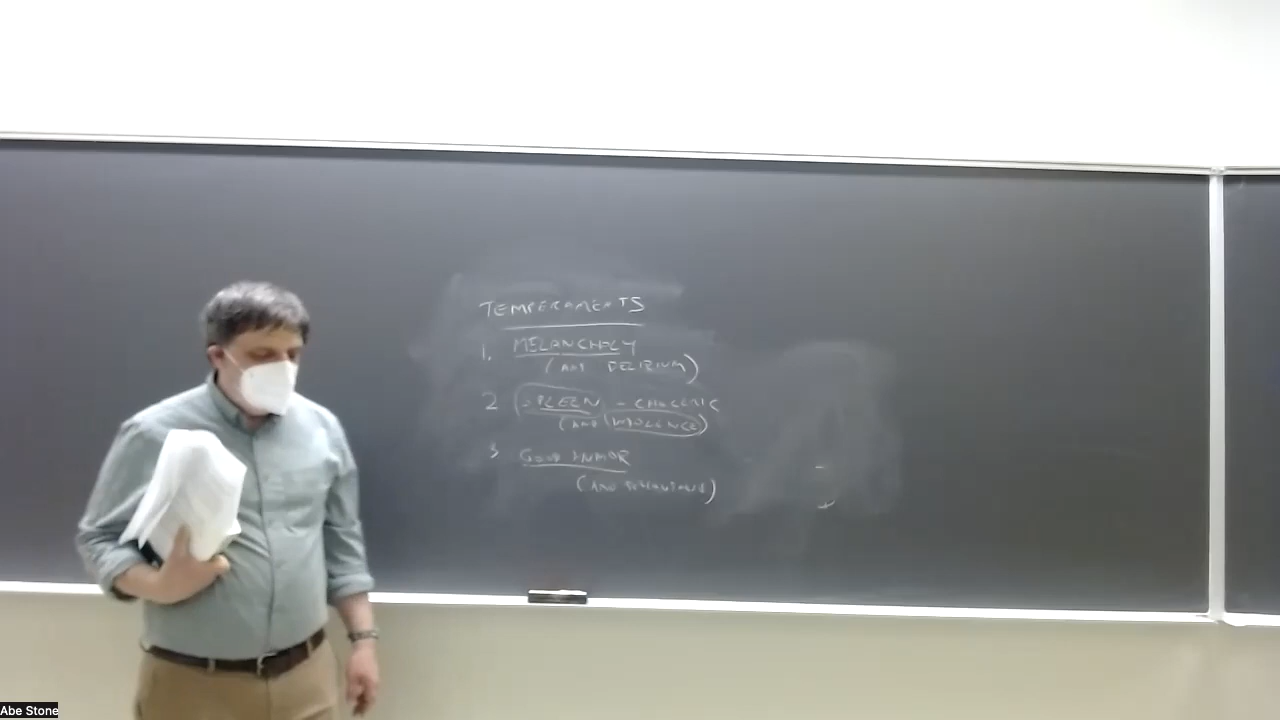 TEMPERAMENTS
1. MELANCHOLY
(AND DELIRIUM)
2 (SPLEEN - CHOLERIC
(AND VIOLENCE)
3 GOOD HUMOR
(AND
Abe Stone